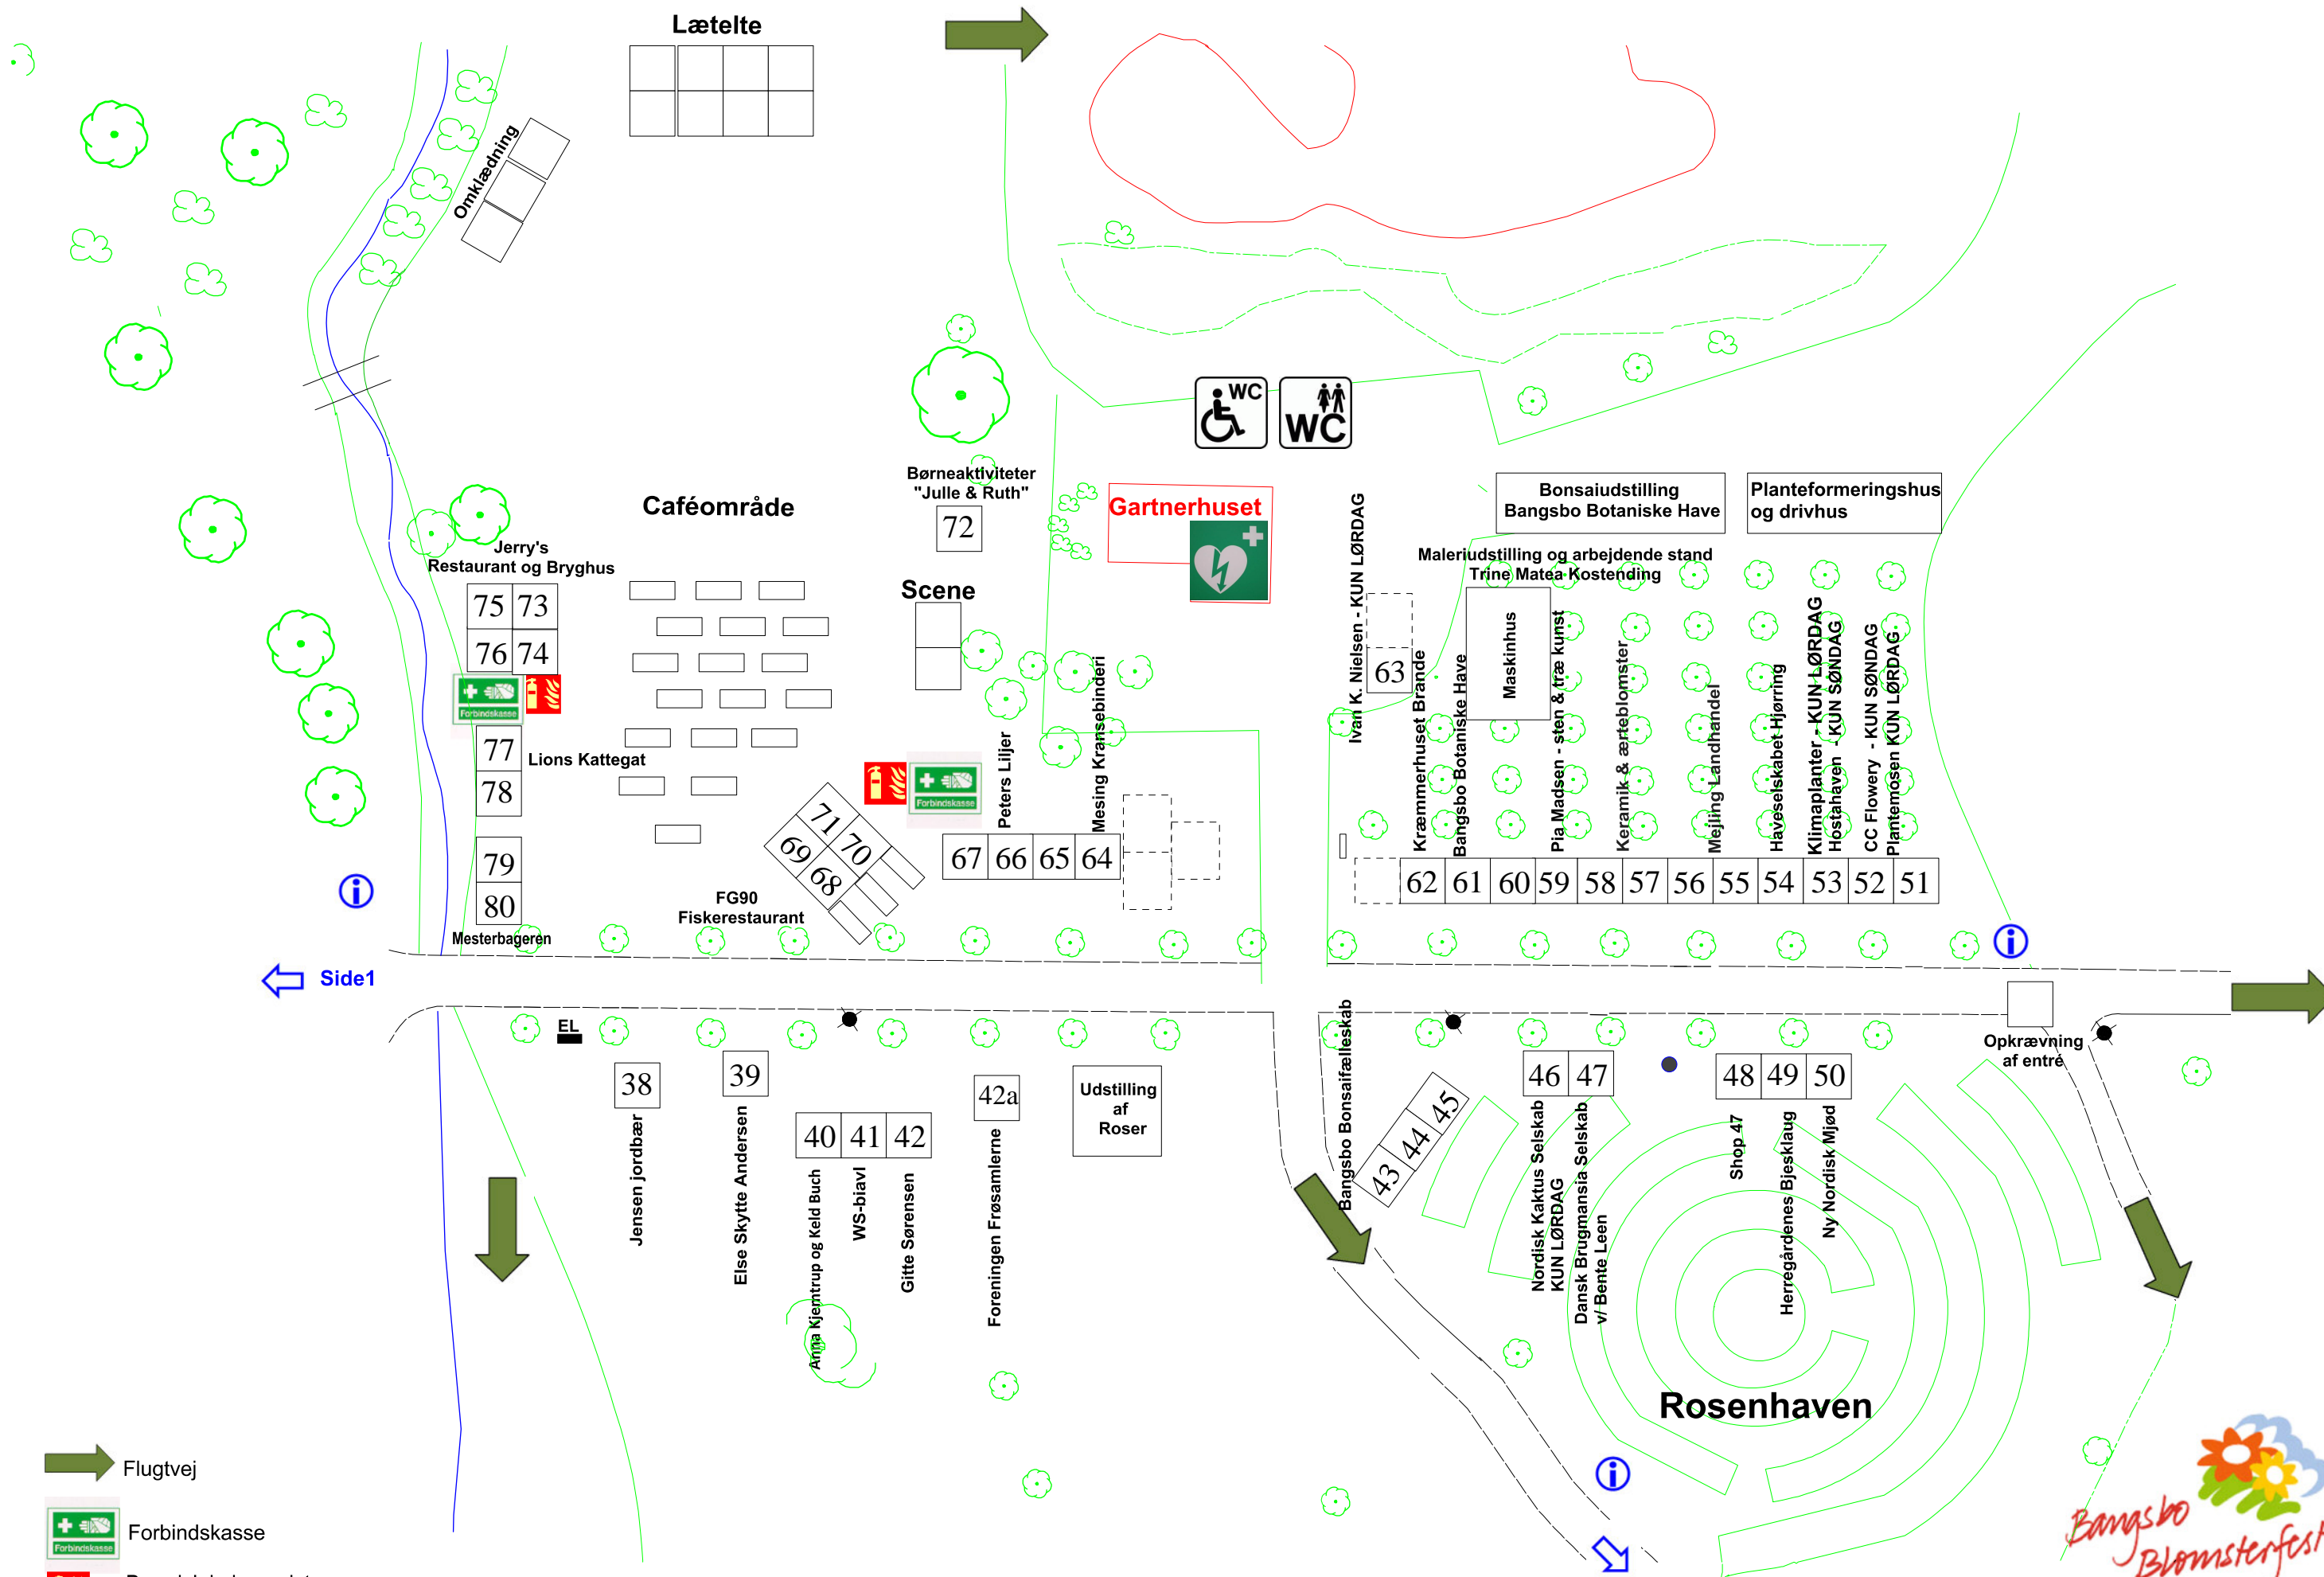 Lætelte
Omklædning
WC
WC
Børneaktiviteter
"Julle & Ruth"
72
Caféområde
Gartnerhuset
Bonsaiudstilling
Bangsbo Botaniske Have
Planteformeringshus
og drivhus
Maleriudstilling og arbejdende stand
Trine Matea Kostending
Jerry's
Restaurant og Bryghus
75 73
76 74
Forbindskasse
Scene
Maskinhus
Ivan K. Nielsen - KUN LØRDAG
63
77
78
Lions Kattegat
79
80
Mesterbageren
FG90
Fiskerestaurant
71
70
69
68
Forbindskasse
Peters Liljer
Mesing Kransebinderi
67 66 65 64
Kræmmerhuset Brande
Bangsbo Botaniske Have
Pia Madsen - sten & træ kunst
Keramik & ærteblomster
Mejling Landhandel
Haveselskabet Hjørring
Klimaplanter - KUN LØRDAG
Hostahaven - KUN SØNDAG
CC Flowery - KUN SØNDAG
Plantemosen KUN LØRDAG
62 61 60 59 58 57 56 55 54 53 52 51
Side1
EL
Opkrævning
af entré
38
Jensen jordbær
39
Else Skytte Andersen
40 41 42
Anna Kjemtrup og Keld Buch
WS-biavl
Gitte Sørensen
42a
Foreningen Frøsamlerne
Udstilling
af
Roser
Bangsbo Bonsaifælleskab
43 44 45
46 47
Nordisk Kaktus Selskab
KUN LØRDAG
Dansk Brugmansia Selskab
v/ Bente Leen
48 49 50
Shop 47
Herregårdenes Bjesklaug
Ny Nordisk Mjød
Rosenhaven
Flugtvej
Forbindskasse
Forbindskasse
Bangsbo
Blomsterfest